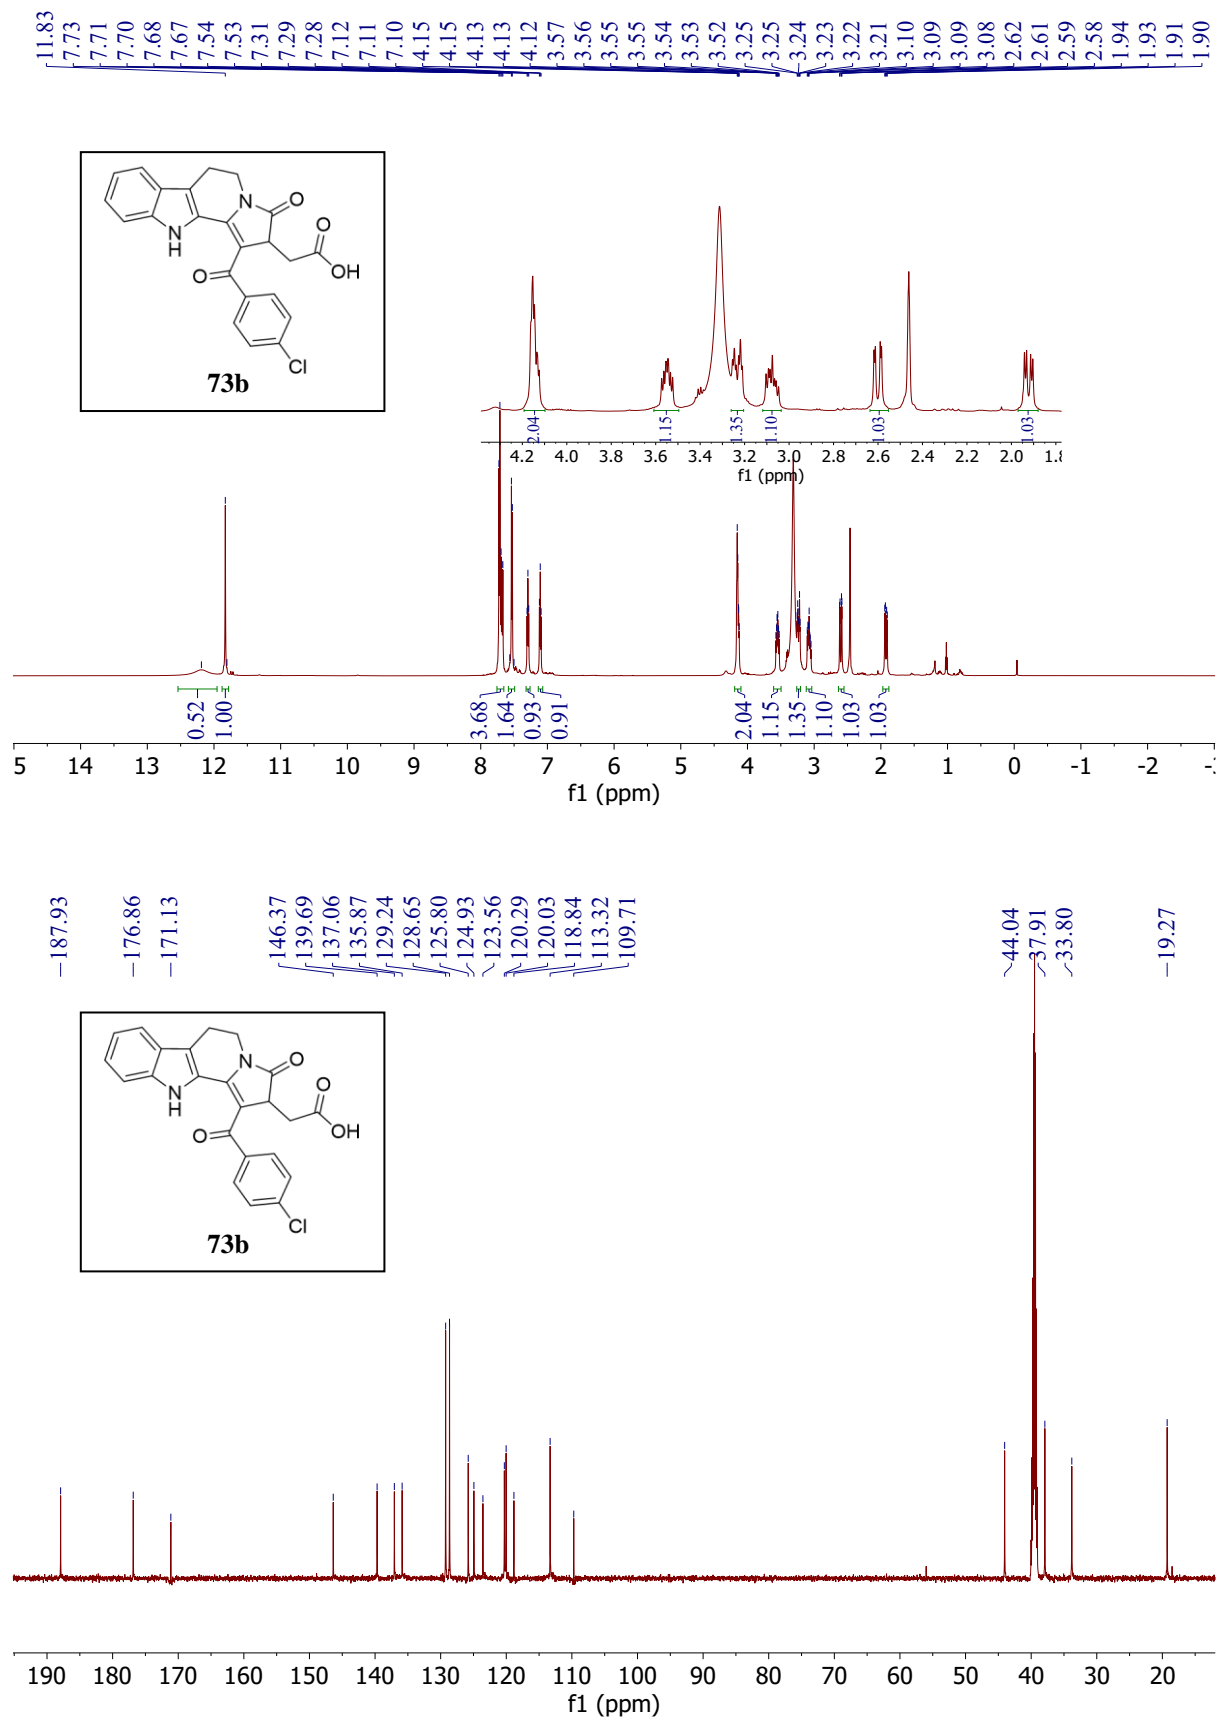 11.83 7.73 7.71 7.70 7.68 7.67 7.54 7.53 7.31 7.29 7.28 7.12 7.11 7.10 4.15 4.15 4.13 4.13 4.12 3.57 3.56 3.55 3.55 3.54 3.53 3.52 3.25 3.25 3.24 3.23 3.22 3.21 3.10 3.09 3.09 3.08 2.62 2.61 2.59 2.58 1.94 1.93 1.91 1.90
N O
O
N
H
O OH
Cl
73b
2.04 1.15 1.35 1.10 1.03 1.03
4.2 4.0 3.8 3.6 3.4 3.2 3.0 2.8 2.6 2.4 2.2 2.0
f1 (ppm)
0.52 1.00 3.68 1.64 0.93 0.91 2.04 1.15 1.35 1.10 1.03 1.03
5 14 13 12 11 10 9 8 7 6 5 4 3 2 1 0 -1 -2
f1 (ppm)
187.93 176.86 171.13 146.37 139.69 137.06 135.87 129.24 128.65 125.80 124.93 123.56 120.29 120.03 118.84 113.32 109.71 44.04 37.91 33.80 19.27
N O
O
N
H
O OH
Cl
73b
190 180 170 160 150 140 130 120 110 100 90 80 70 60 50 40 30 20
f1 (ppm)